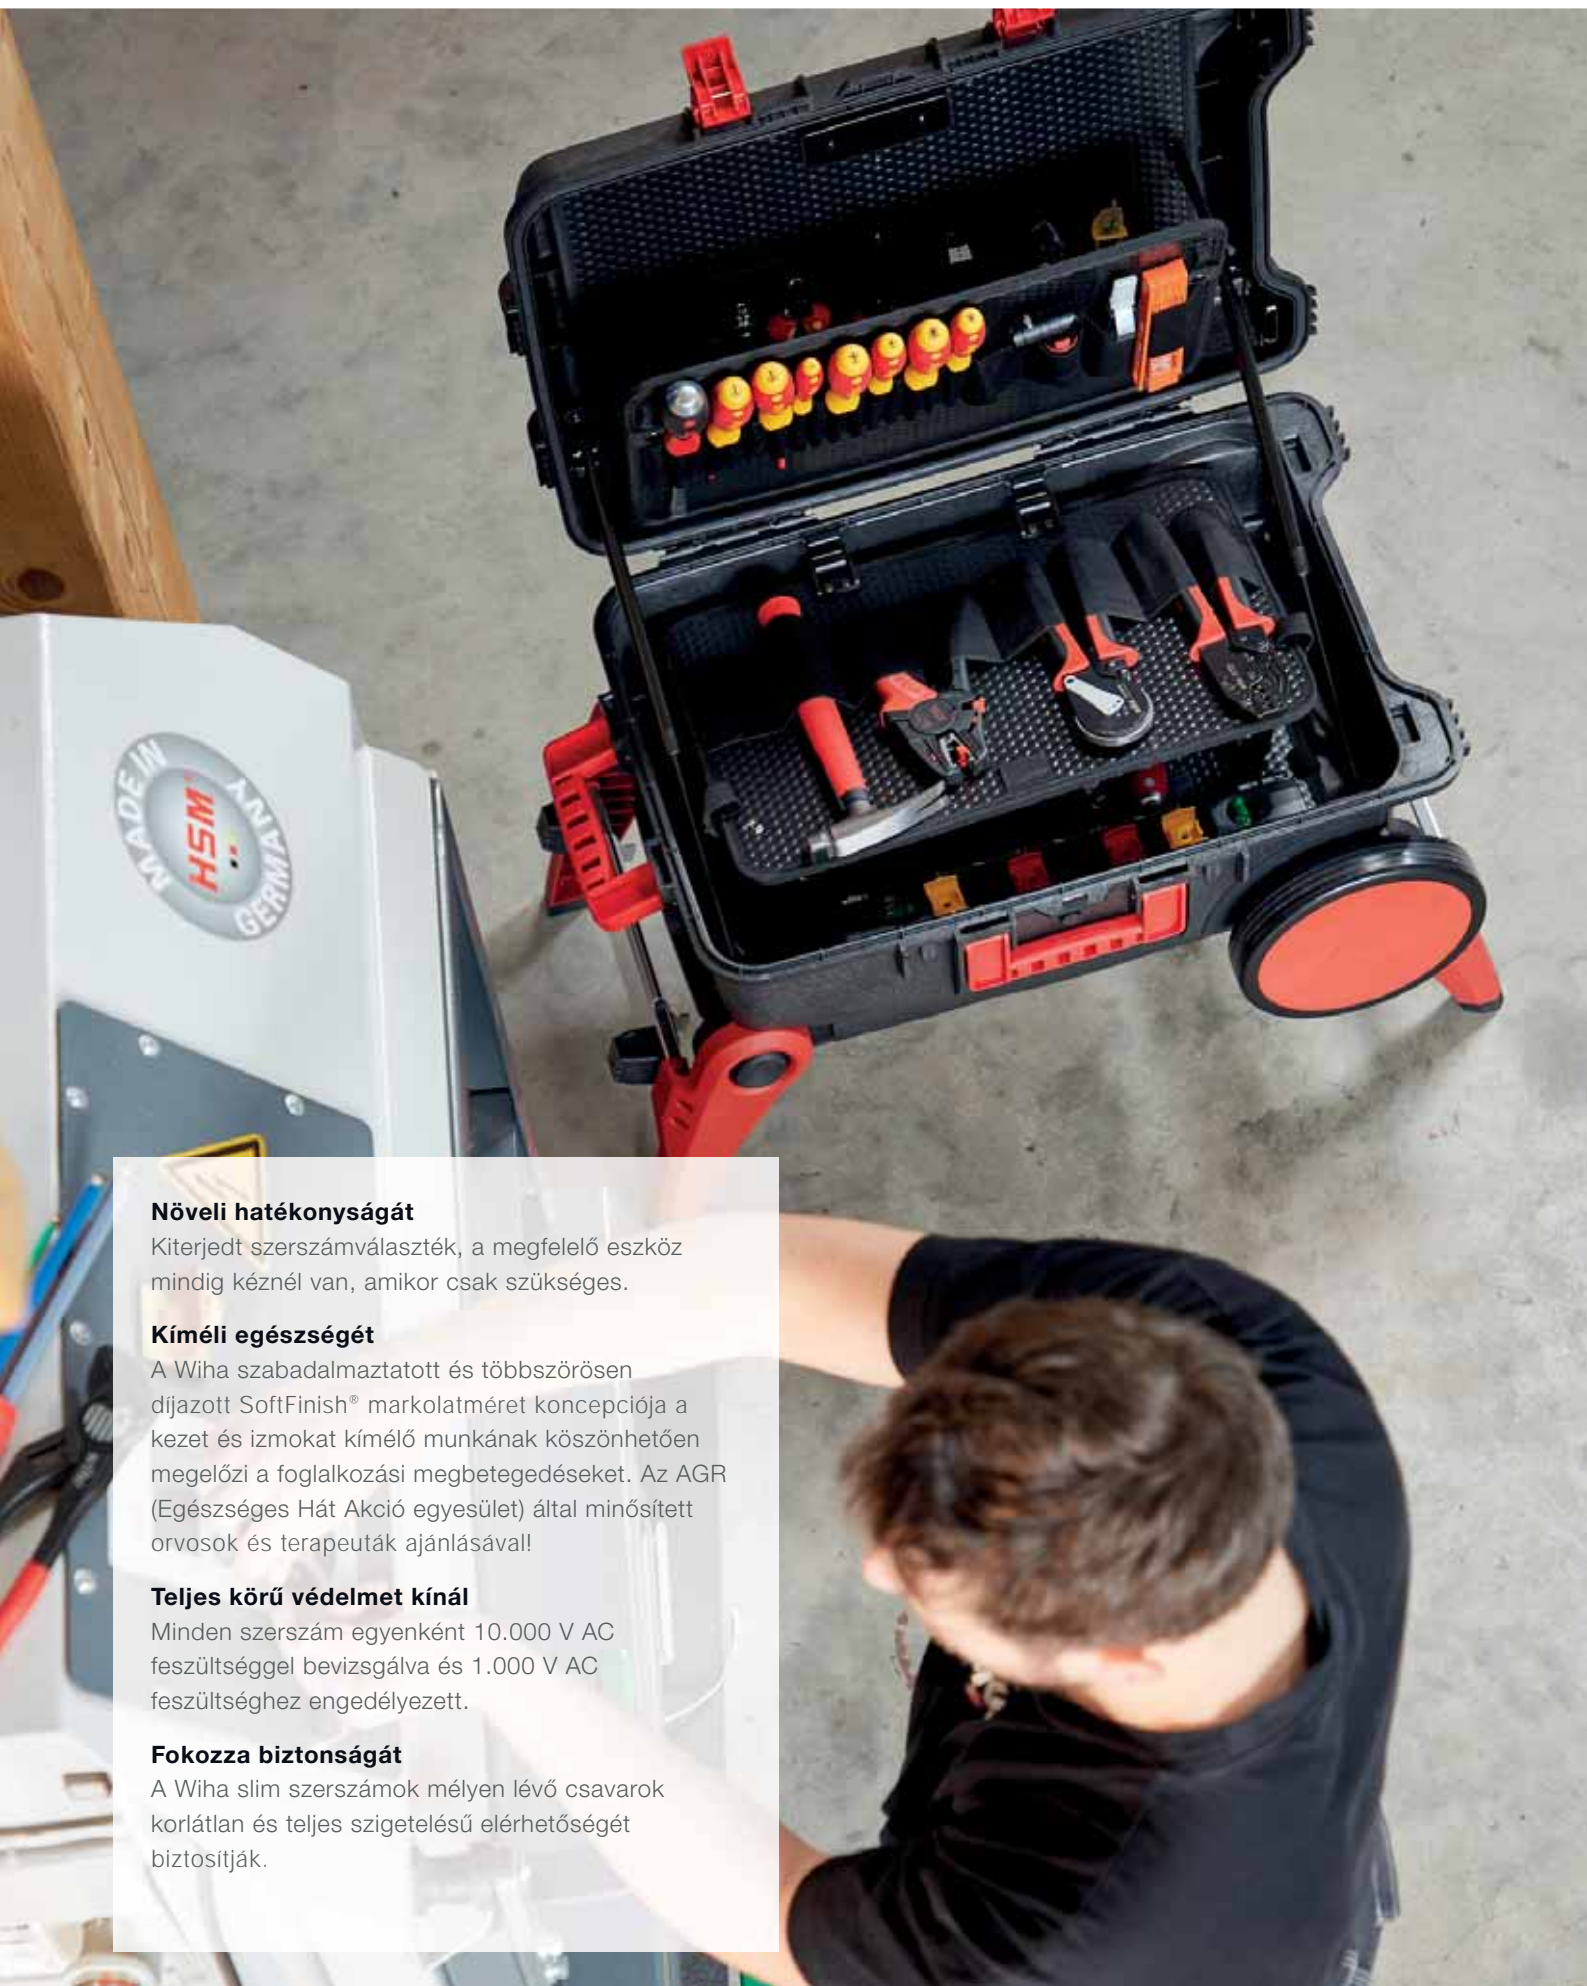 MADE IN
HSM
GERMANY
Növeli hatékonyságát
Kiterjedt szerszámválaszték, a megfelelő eszköz
mindig kéznél van, amikor csak szükséges.
Kíméli egészségét
A Wiha szabadalmaztatott és többszörösen
díjazott SoftFinish® markolatméret koncepciója a
kezet és izmokat kímélő munkának köszönhetően
megelőzi a foglalkozási megbetegedéseket. Az AGR
(Egészséges Hát Akció egyesület) által minősített
orvosok és terapeuták ajánlásával!
Teljes körű védelmet kínál
Minden szerszám egyenként 10.000 V AC
feszültséggel bevizsgálva és 1.000 V AC
feszültséghez engedélyezett.
Fokozza biztonságát
A Wiha slim szerszámok mélyen lévő csavarok
korlátlan és teljes szigetelésű elérhetőségét
biztosítják.